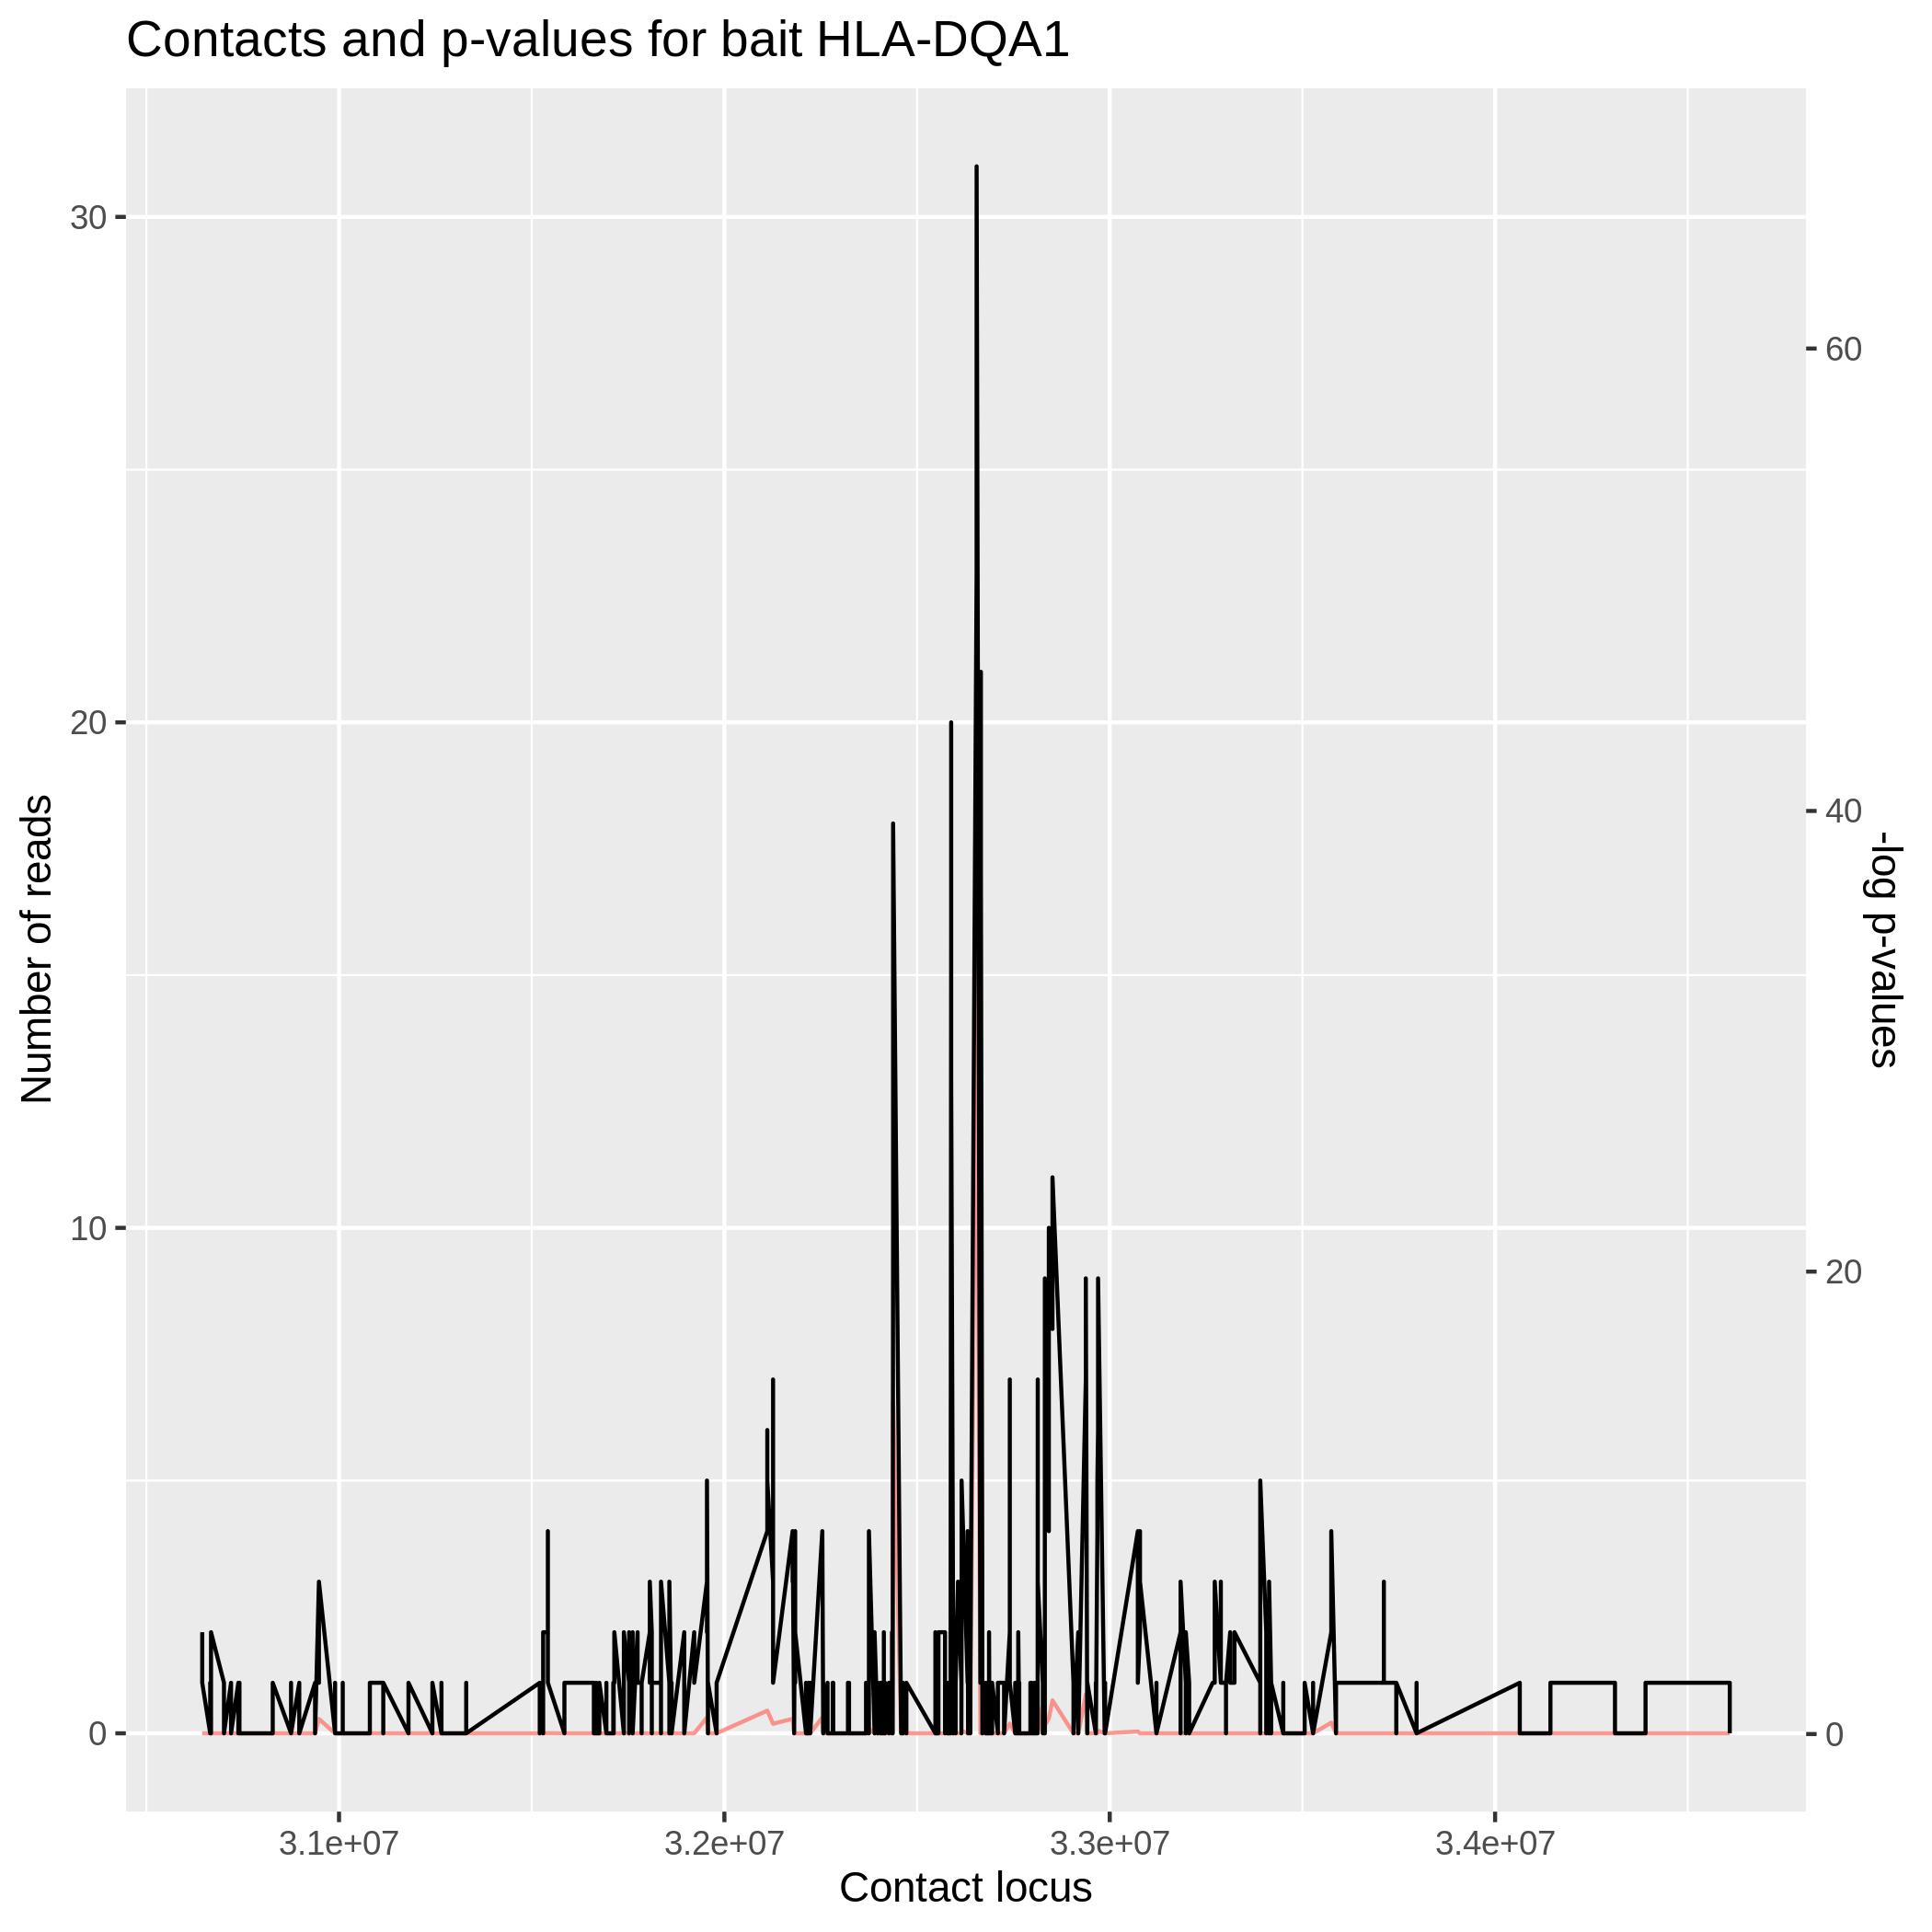 Contacts and p-values for bait HLA-DQA1
30
20
10
0
60
40
20
0
Number of reads
-log p-values
3.1e+07 3.2e+07 3.3e+07 3.4e+07
Contact locus